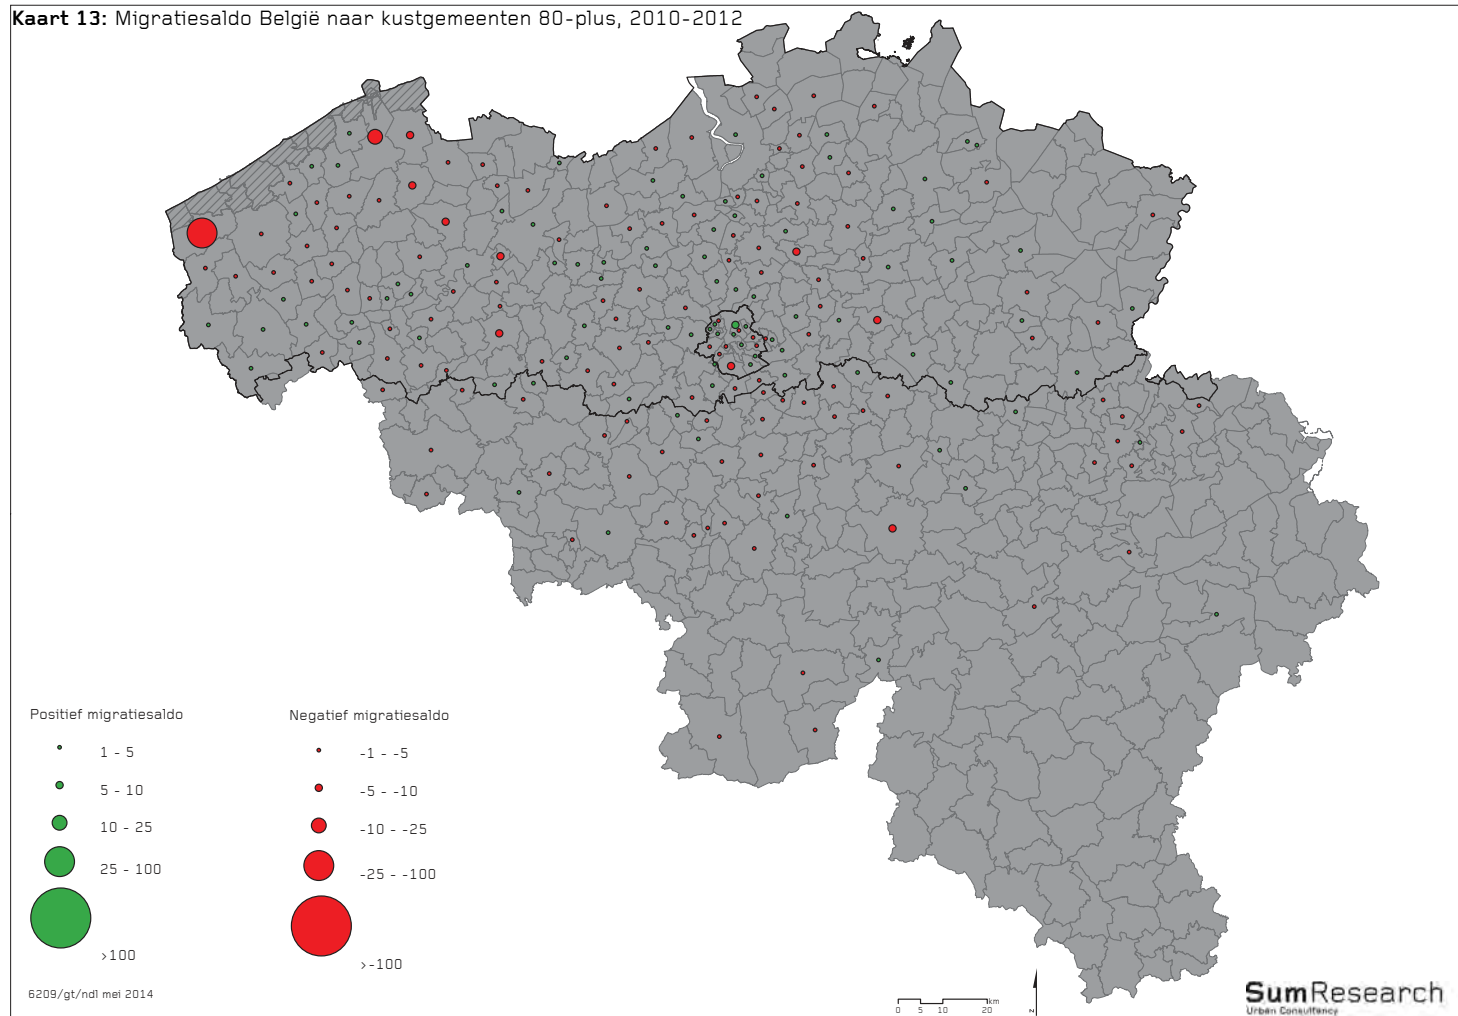 Kaart 13: Migratiesaldo België naar kustgemeenten 80-plus, 2010-2012
Positief migratiesaldo
1 - 5
5 - 10
10 - 25
25 - 100
>100
Negatief migratiesaldo
-1 - -5
-5 - -10
-10 - -25
-25 - -100
>-100
6209/gt/ndl mei 2014
km
0 5 10 20
N
SumResearch
Urban Consultancy